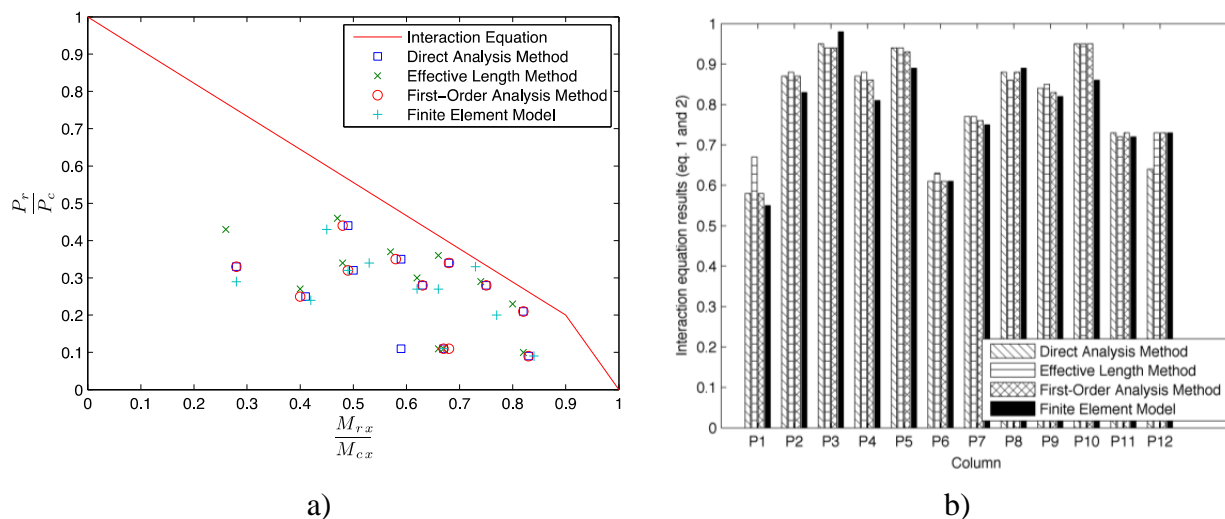 1
0.9
0.8
0.7
0.6
0.5
0.4
0.3
0.2
0.1
0
P_r
P_c
Interaction Equation
Direct Analysis Method
Effective Length Method
First−Order Analysis Method
Finite Element Model
0 0.1 0.2 0.3 0.4 0.5 0.6 0.7 0.8 0.9 1
M_{rx}
M_{cx}
a)
Interaction equation results (eq. 1 and 2)
1
0.9
0.8
0.7
0.6
0.5
0.4
0.3
0.2
0.1
0
Direct Analysis Method
Effective Length Method
First-Order Analysis Method
Finite Element Model
P1 P2 P3 P4 P5 P6 P7 P8 P9 P10 P11 P12
Column
b)